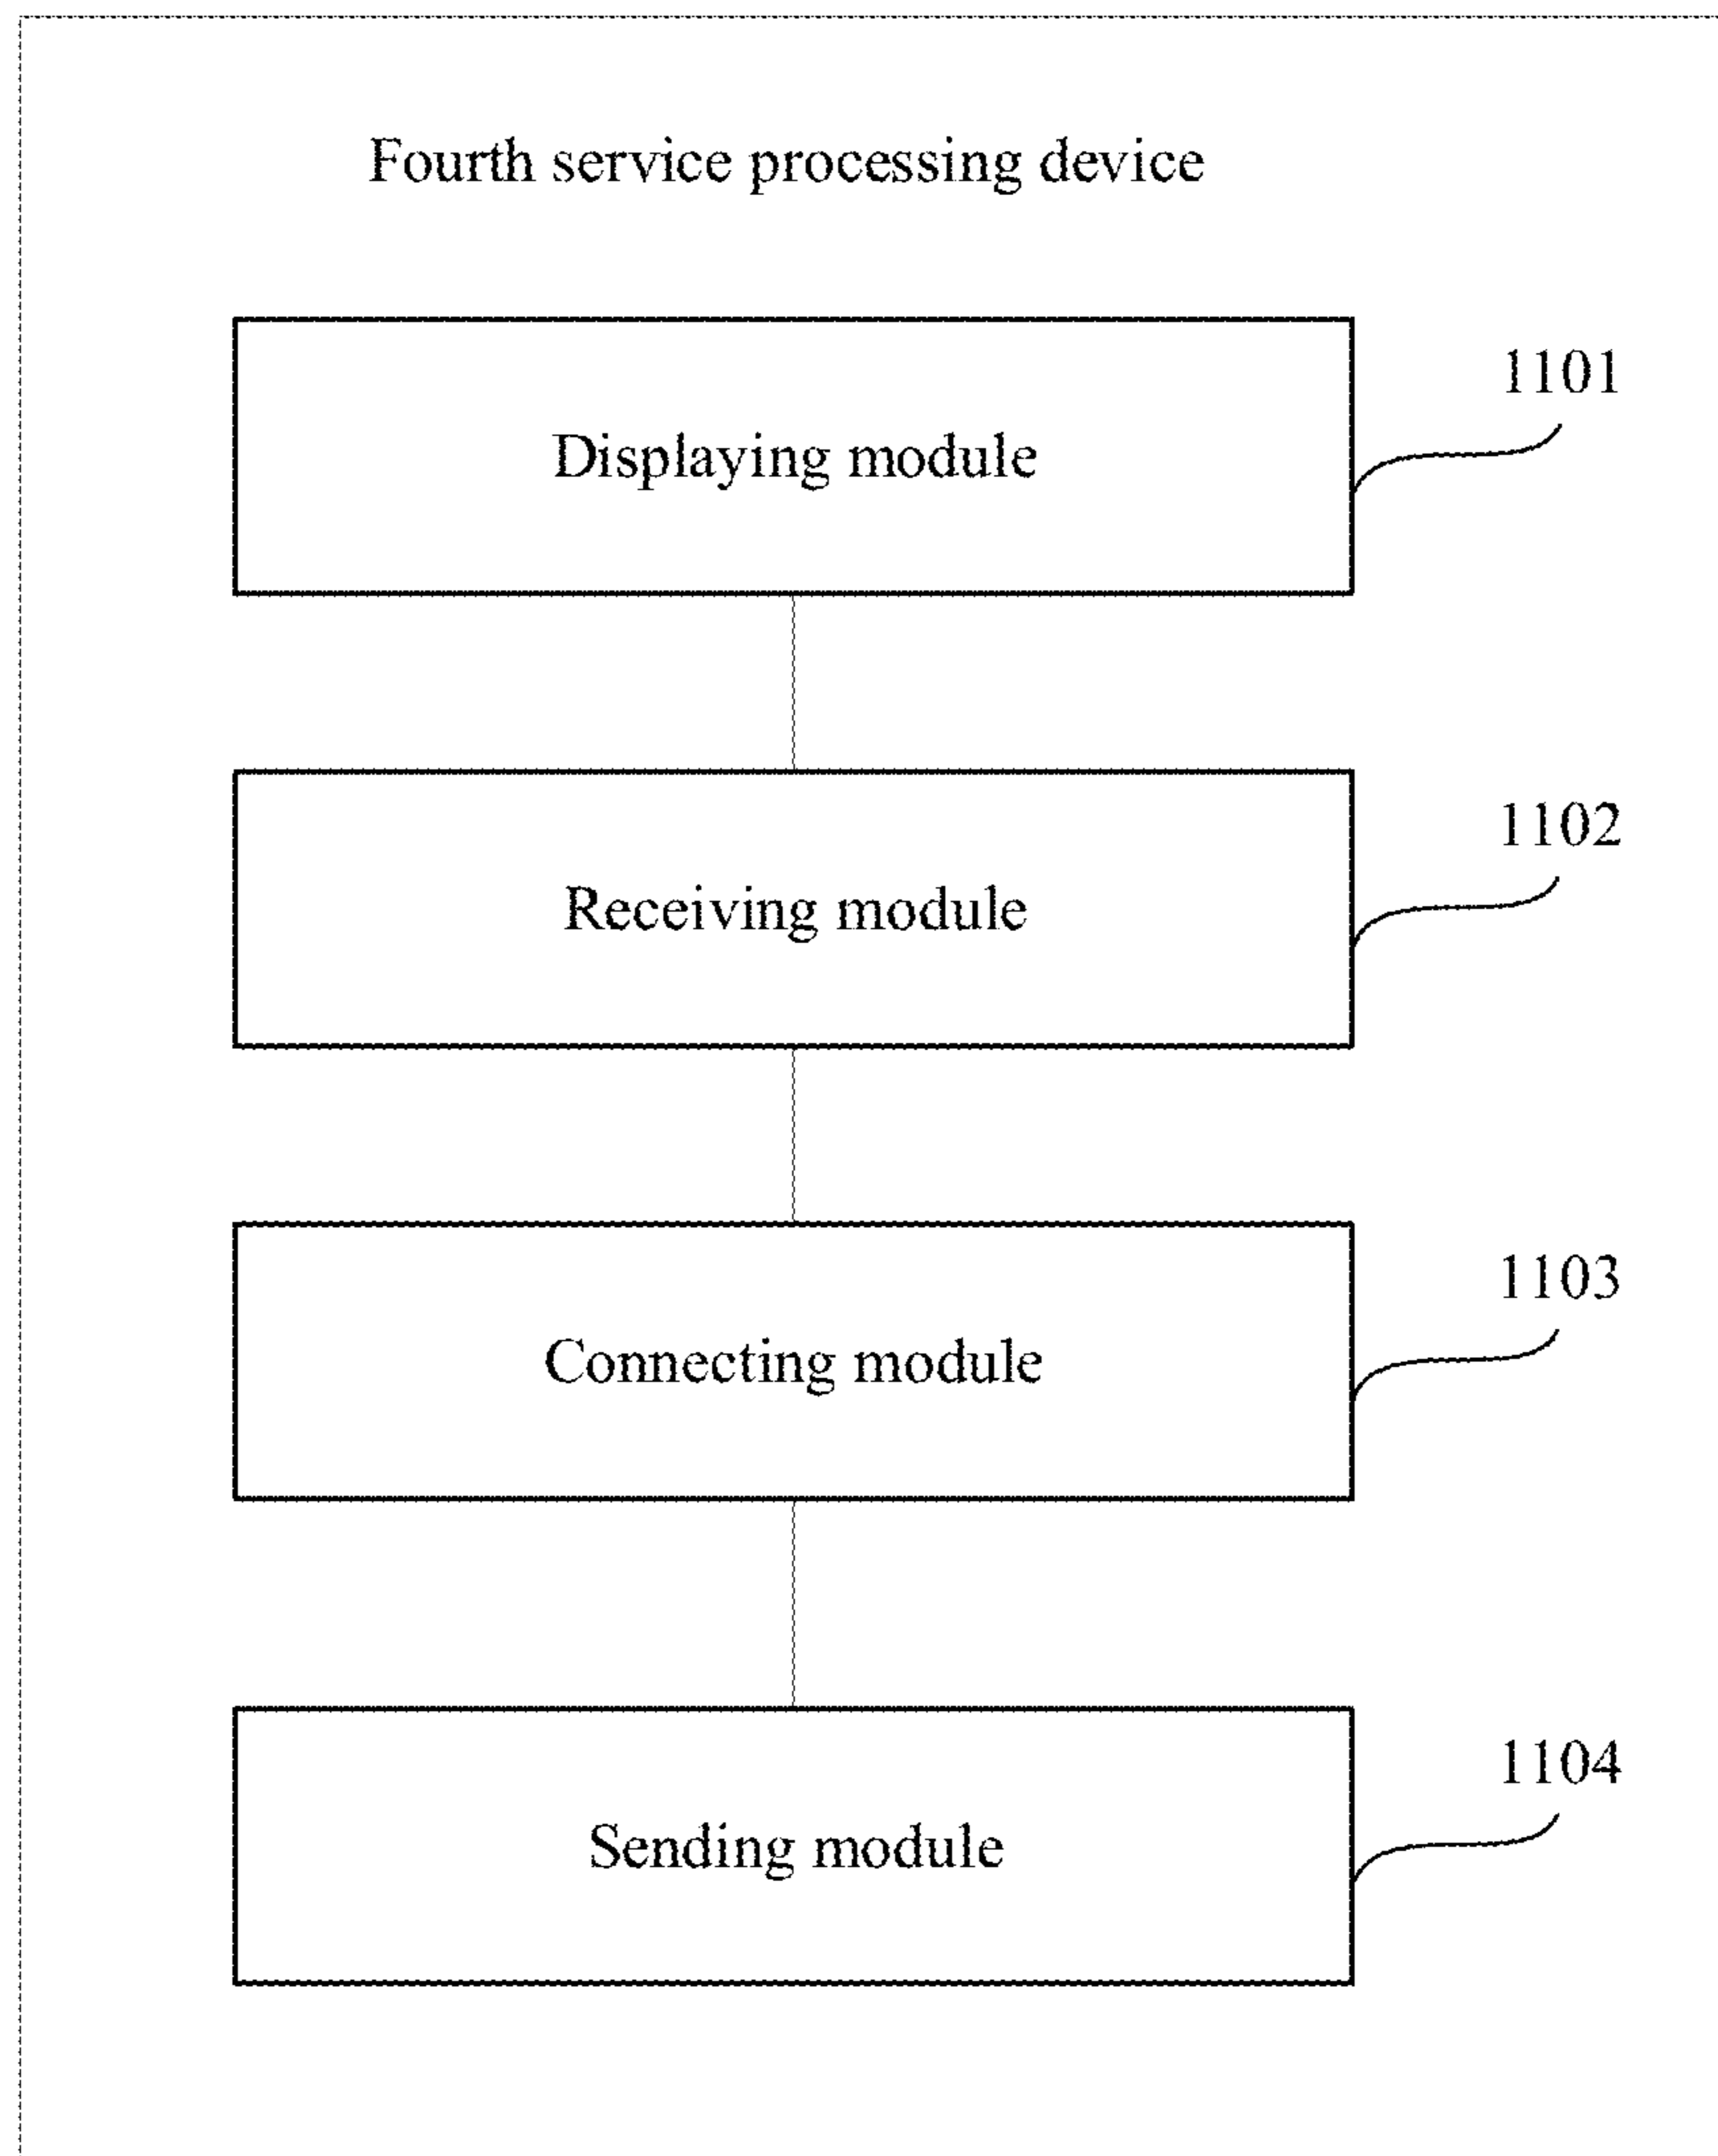 Fourth service processing device
1101
Displaying module
1102
Receiving module
1103
Connecting module
1104
Sending module